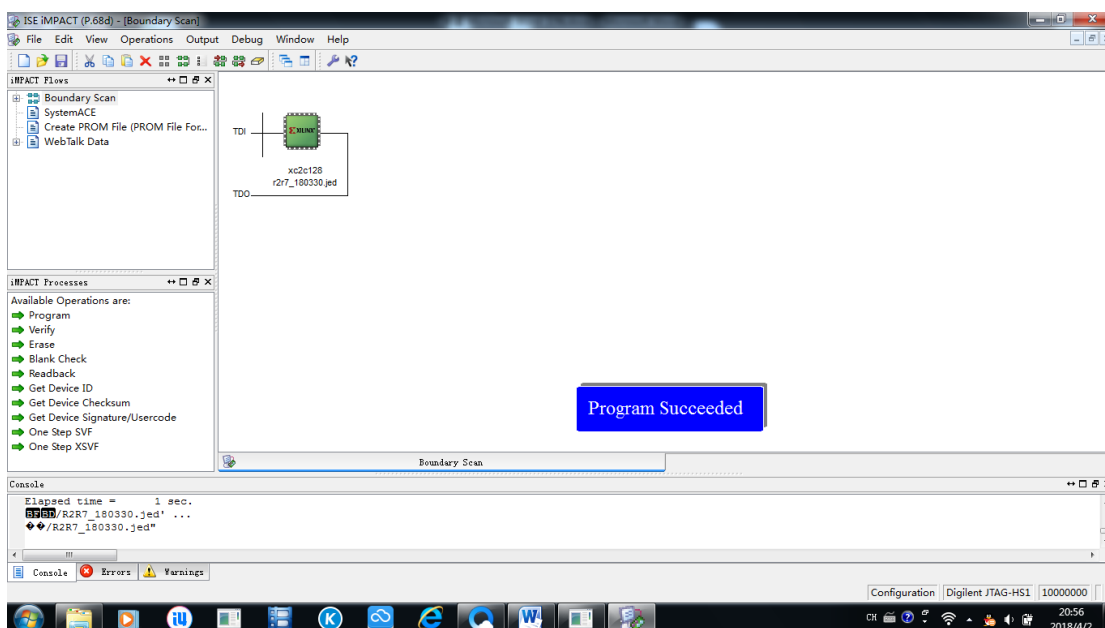 ISE iMPACT (P.68d) - [Boundary Scan]
File Edit View Operations Output Debug Window Help
iMPACT Flows
Boundary Scan
SystemACE
Create PROM File (PROM File For...
WebTalk Data
TDI
XILINX
xc2c128
r2r7_180330.jed
TDO
iMPACT Processes
Available Operations are:
Program
Verify
Erase
Blank Check
Readback
Get Device ID
Get Device Checksum
Get Device Signature/Usercode
One Step SVF
One Step XSVF
Program Succeeded
Boundary Scan
Console
Elapsed time = 1 sec.
BFBD/R2R7_180330.jed' ...
��/R2R7_180330.jed"
Console Errors Warnings
Configuration Digilent JTAG-HS1 10000000
CH 20:56
2018/4/2